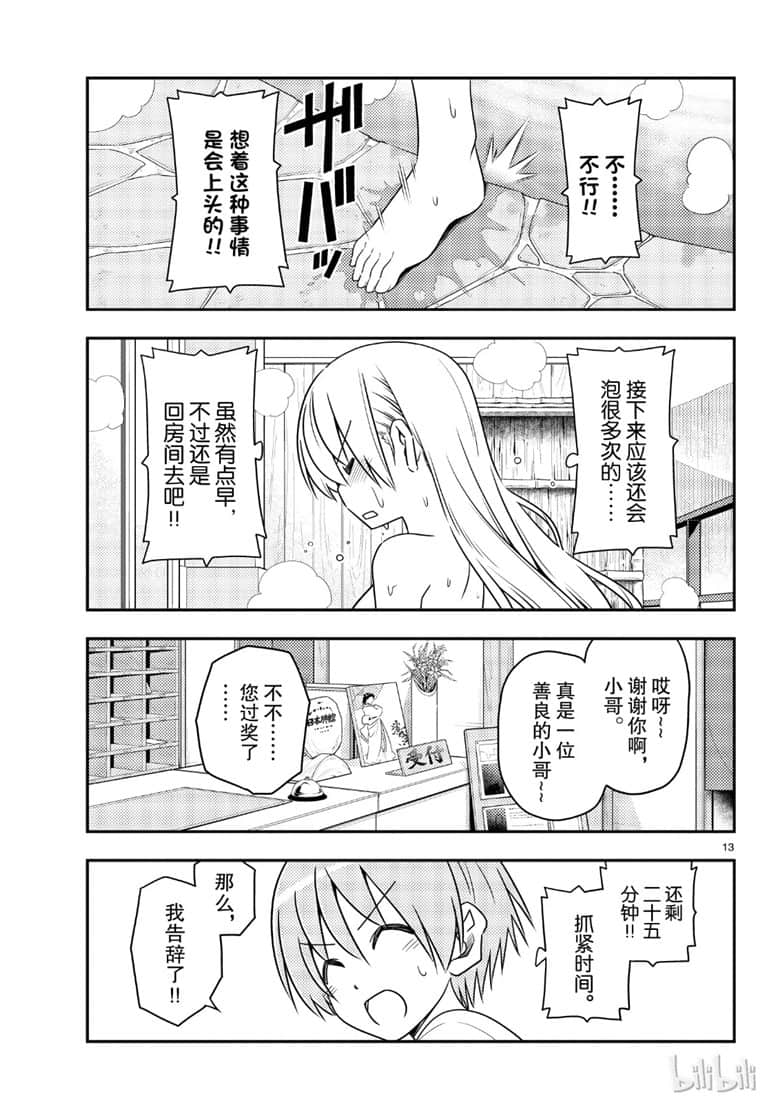 不……
不行!!
ザバッ
想着这种事情
是会上头的!!
接下来应该还会
泡很多次的……
虽然有点早,
不过还是
回房间去吧!!
哎呀~
谢谢你啊,
小哥。
真是一位
善良的小哥~~
不不……
……
您过奖了
受付
13
还剩
二十五
分钟!!
抓紧时间。
那么,
我告辞了!!
bilibili